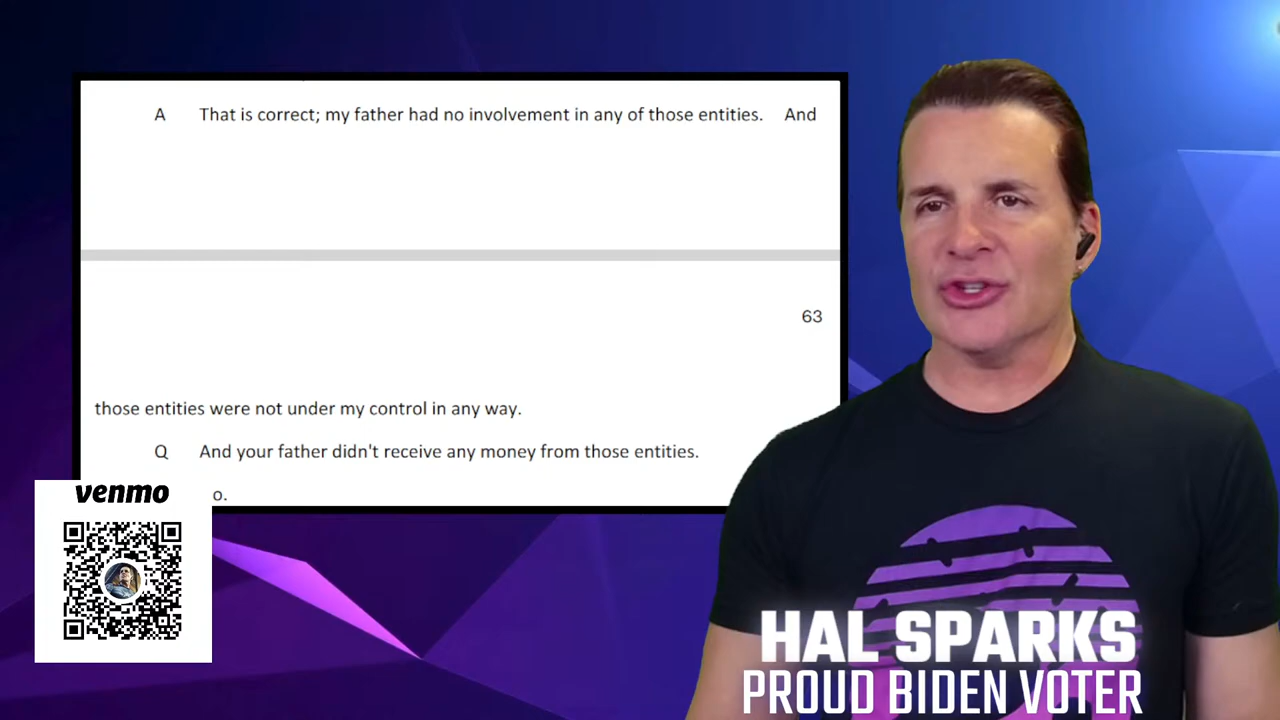 A That is correct; my father had no involvement in any of those entities. And
63
those entities were not under my control in any way.
Q And your father didn't receive any money from those entities.
o.
venmo
HAL SPARKS
PROUD BIDEN VOTER